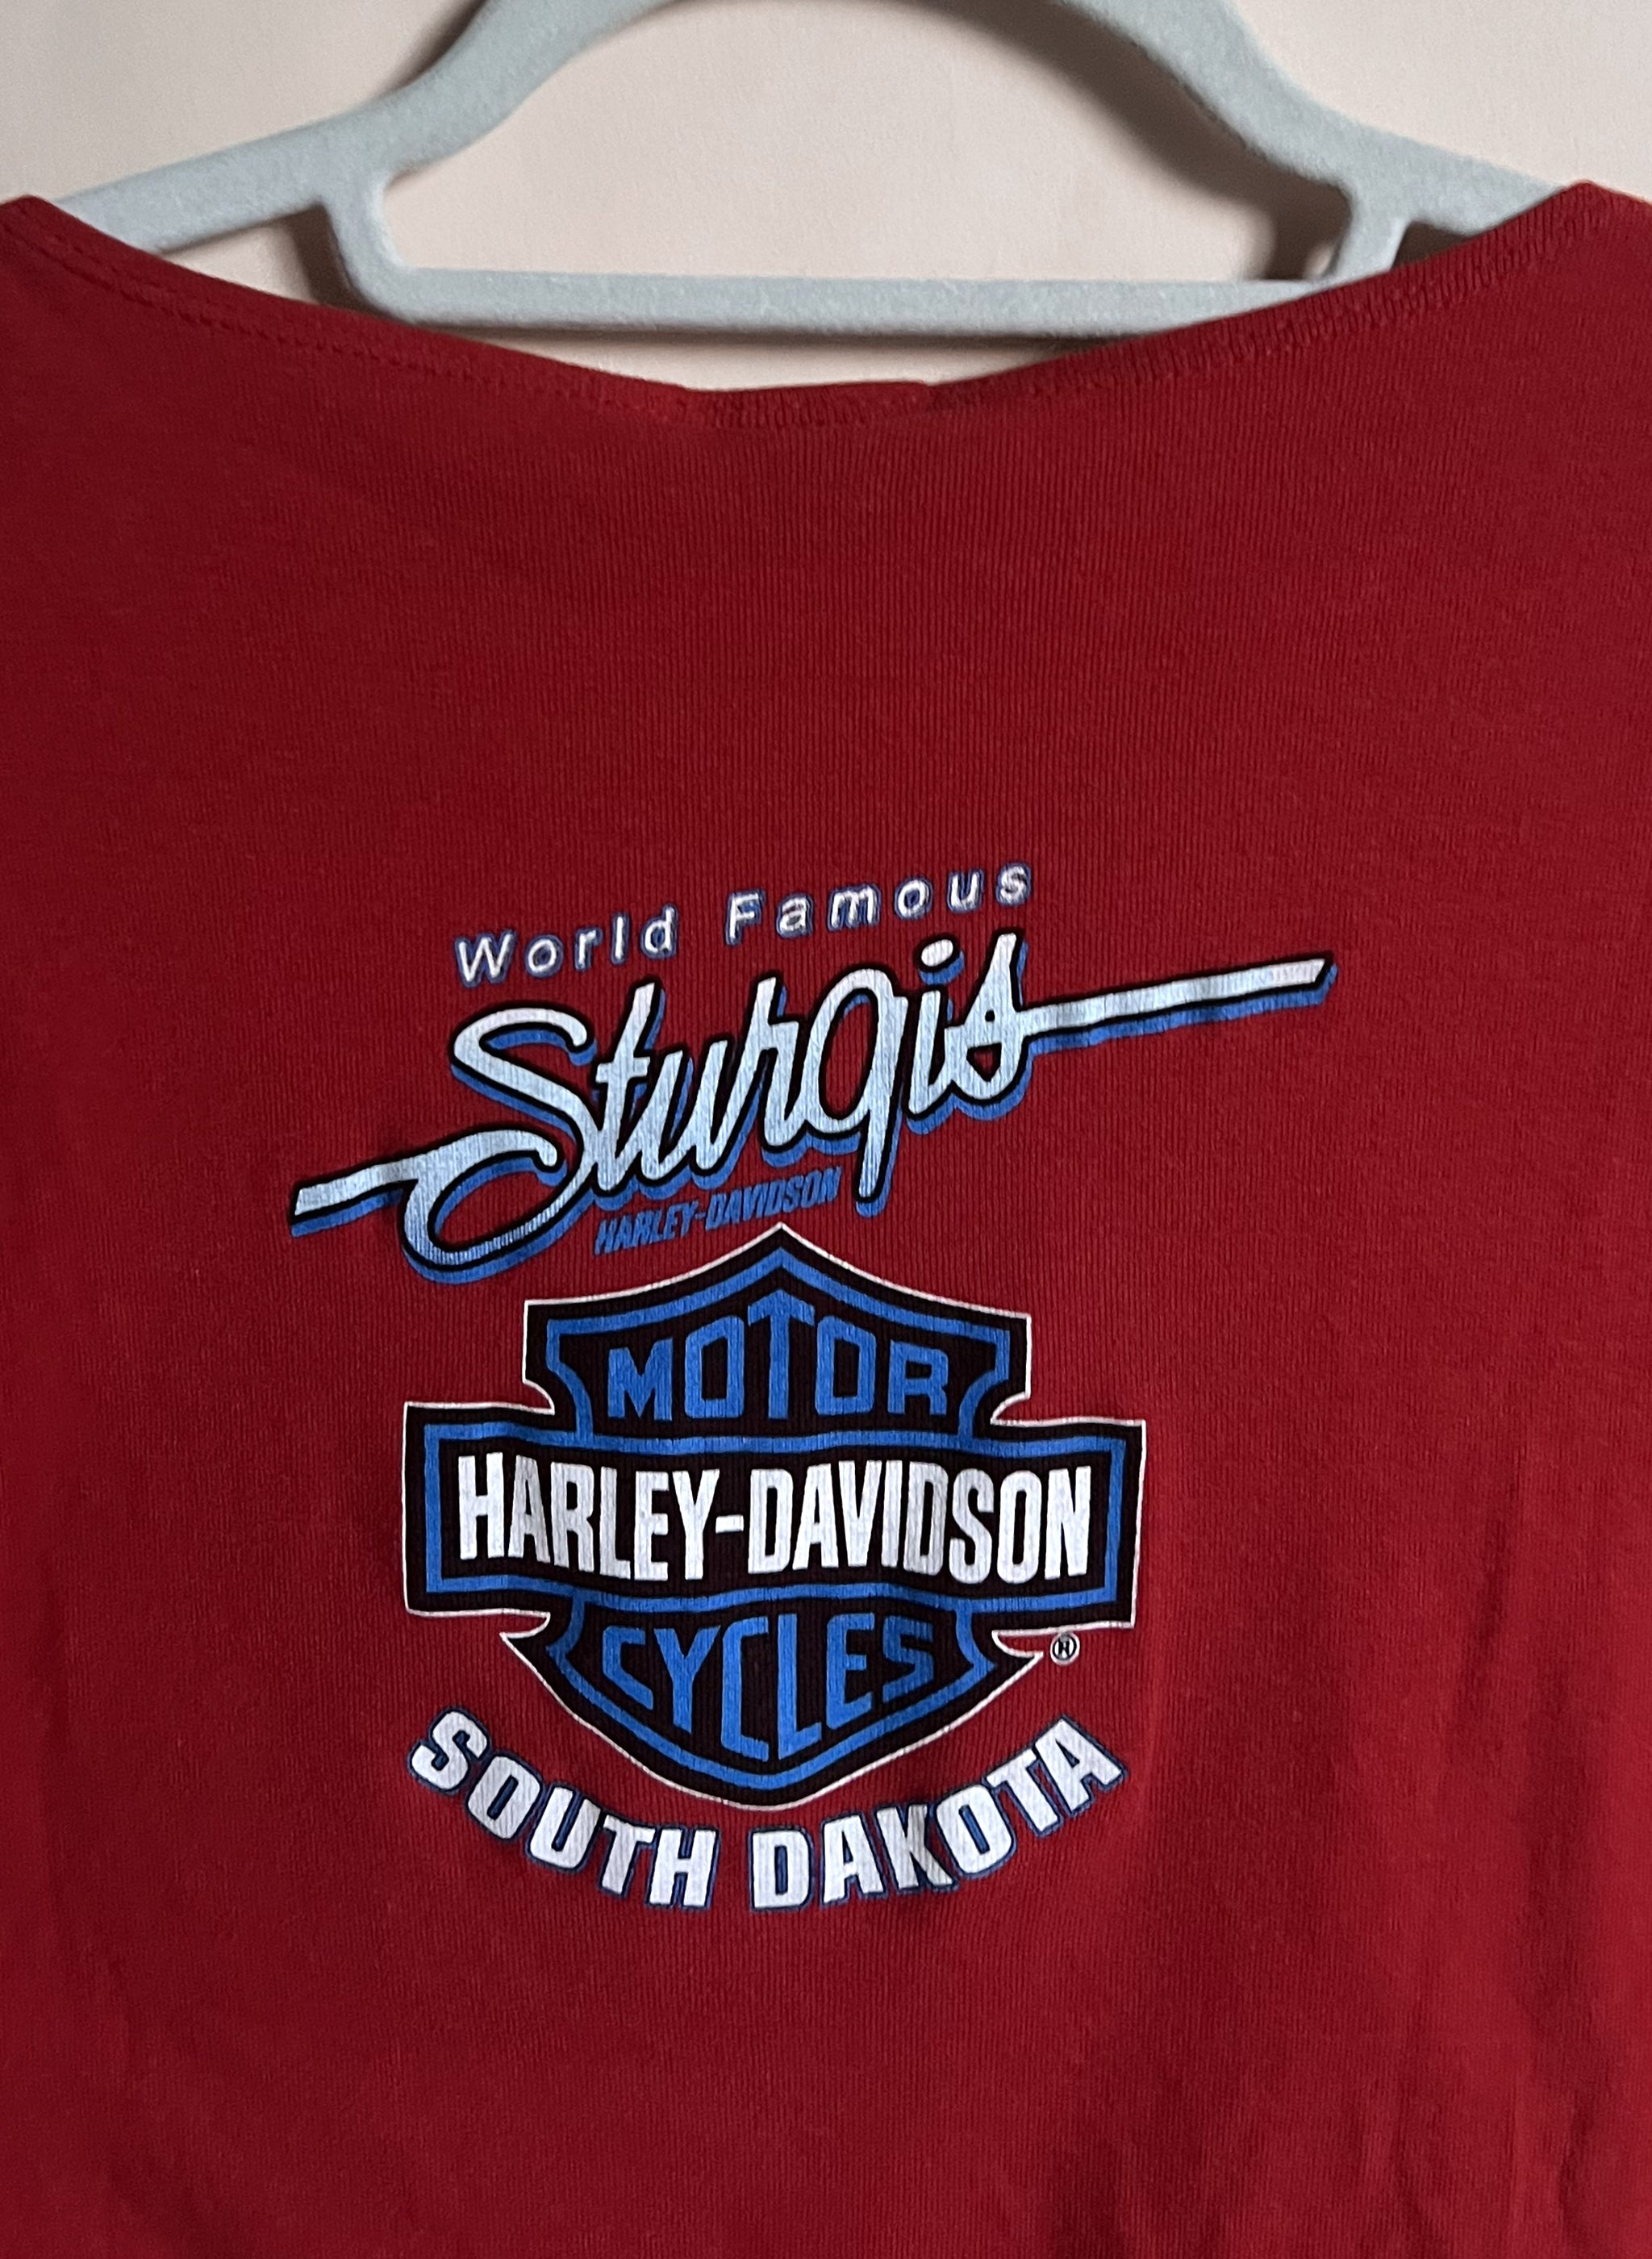 World Famous
Sturgis
HARLEY-DAVIDSON
MOTOR
HARLEY-DAVIDSON
CYCLES
®
SOUTH DAKOTA